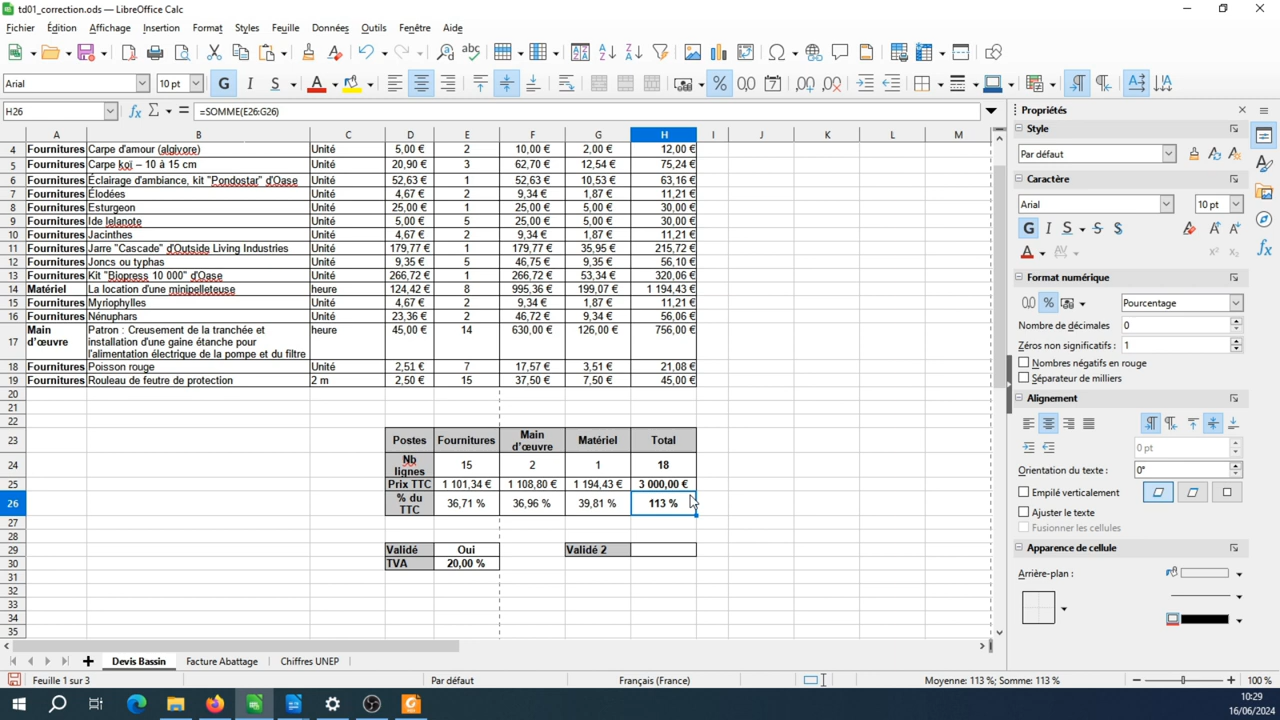 td01_correction.ods — LibreOffice Calc
Fichier Édition Affichage Insertion Format Styles Feuille Données Outils Fenêtre Aide
Arial 10 pt
H26 =SOMME(E26:G26)
A B C D E F G H I J K L M
4 Fournitures Carpe d'amour (algivore) Unité 5,00 € 2 10,00 € 2,00 € 12,00 €
5 Fournitures Carpe koi – 10 à 15 cm Unité 20,90 € 3 62,70 € 12,54 € 75,24 €
6 Fournitures Éclairage d'ambiance, kit "Pondostar" d'Oase Unité 52,63 € 1 52,63 € 10,53 € 63,16 €
7 Fournitures Élodées Unité 4,67 € 2 9,34 € 1,87 € 11,21 €
8 Fournitures Esturgeon Unité 25,00 € 1 25,00 € 5,00 € 30,00 €
9 Fournitures Ide lelanote Unité 5,00 € 5 25,00 € 5,00 € 30,00 €
10 Fournitures Jacinthes Unité 4,67 € 2 9,34 € 1,87 € 11,21 €
11 Fournitures Jarre "Cascade" d'Outside Living Industries Unité 179,77 € 1 179,77 € 35,95 € 215,72 €
12 Fournitures Joncs ou typhas Unité 9,35 € 5 46,75 € 9,35 € 56,10 €
13 Fournitures Kit "Biopress 10 000" d'Oase Unité 266,72 € 1 266,72 € 53,34 € 320,06 €
14 Matériel La location d'une minipelleteuse heure 124,42 € 8 995,36 € 199,07 € 1 194,43 €
15 Fournitures Myriophylles Unité 4,67 € 2 9,34 € 1,87 € 11,21 €
16 Fournitures Nénuphars Unité 23,36 € 2 46,72 € 9,34 € 56,06 €
17 Main d'œuvre Patron : Creusement de la tranchée et heure 45,00 € 14 630,00 € 126,00 € 756,00 €
installation d'une gaine étanche pour
l'alimentation électrique de la pompe et du filtre
18 Fournitures Poisson rouge Unité 2,51 € 7 17,57 € 3,51 € 21,08 €
19 Fournitures Rouleau de feutre de protection 2 m 2,50 € 15 37,50 € 7,50 € 45,00 €
20
21
22
23 Postes Fournitures Main d'œuvre Matériel Total
24 Nb lignes 15 2 1 18
25 Prix TTC 1 101,34 € 1 108,80 € 1 194,43 € 3 000,00 €
26 % du TTC 36,71 % 36,96 % 39,81 % 113 %
27
28
29 Validé Oui Validé 2
30 TVA 20,00 %
31
32
33
34
35
Devis Bassin Facture Abattage Chiffres UNEP
Feuille 1 sur 3 Par défaut Français (France) Moyenne: 113 %; Somme: 113 % 100 %
Propriétés
Style
Par défaut
Caractère
Arial 10 pt
Format numérique
Pourcentage
Nombre de décimales : 0
Zéros non significatifs : 1
Nombres négatifs en rouge
Séparateur de milliers
Alignement
0 pt
Orientation du texte : 0°
Empilé verticalement
Ajuster le texte
Fusionner les cellules
Apparence de cellule
Arrière-plan :
10:29
16/06/2024